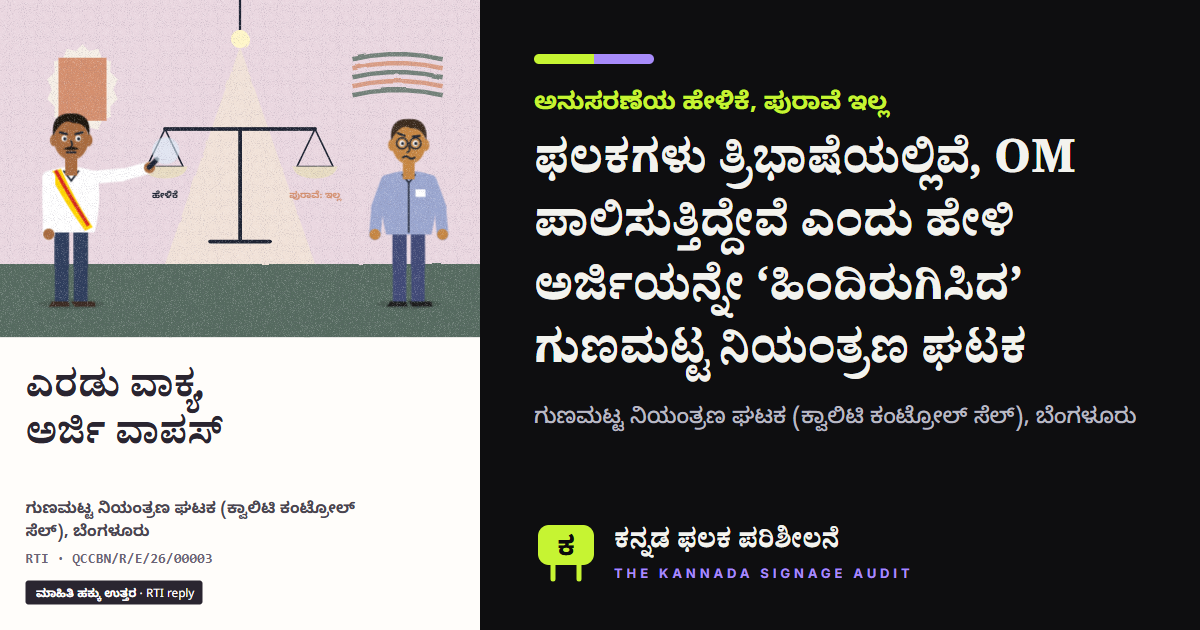 ಹೇಳಿಕೆ
ಪುರಾವೆ: ಇಲ್ಲ
ಎರಡು ವಾಕ್ಯ,
ಅರ್ಜಿ ವಾಪಸ್
ಗುಣಮಟ್ಟ ನಿಯಂತ್ರಣ ಘಟಕ (ಕ್ವಾಲಿಟಿ ಕಂಟ್ರೋಲ್
ಸೆಲ್), ಬೆಂಗಳೂರು
RTI · QCCBN/R/E/26/00003
ಮಾಹಿತಿ ಹಕ್ಕು ಉತ್ತರ · RTI reply
ಅನುಸರಣೆಯ ಹೇಳಿಕೆ, ಪುರಾವೆ ಇಲ್ಲ
ಫಲಕಗಳು ತ್ರಿಭಾಷೆಯಲ್ಲಿವೆ, OM
ಪಾಲಿಸುತ್ತಿದ್ದೇವೆ ಎಂದು ಹೇಳಿ
ಅರ್ಜಿಯನ್ನೇ ‘ಹಿಂದಿರುಗಿಸಿದ’
ಗುಣಮಟ್ಟ ನಿಯಂತ್ರಣ ಘಟಕ
ಗುಣಮಟ್ಟ ನಿಯಂತ್ರಣ ಘಟಕ (ಕ್ವಾಲಿಟಿ ಕಂಟ್ರೋಲ್ ಸೆಲ್), ಬೆಂಗಳೂರು
ಕ
ಕನ್ನಡ ಫಲಕ ಪರಿಶೀಲನೆ
THE KANNADA SIGNAGE AUDIT